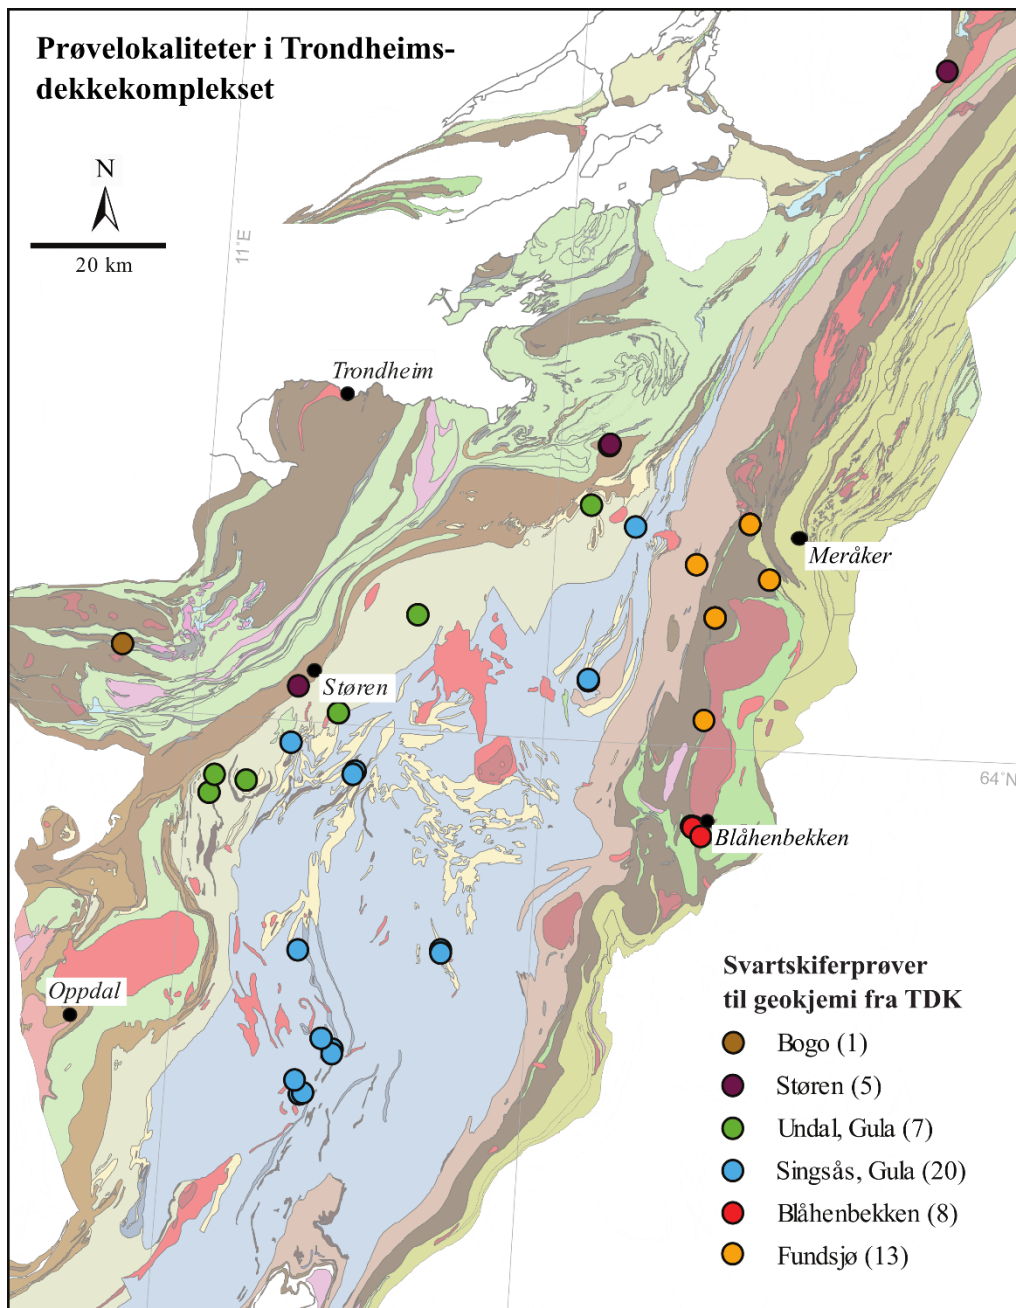 Prøvelokaliteter i Trondheims-
dekkekomplekset
N
20 km
11°E
Trondheim
Meråker
Støren
64°N
Blåhenbekken
Oppdal
Svartskiferprøver
til geokjemi fra TDK
Bogo (1)
Støren (5)
Undal, Gula (7)
Singsås, Gula (20)
Blåhenbekken (8)
Fundsjø (13)